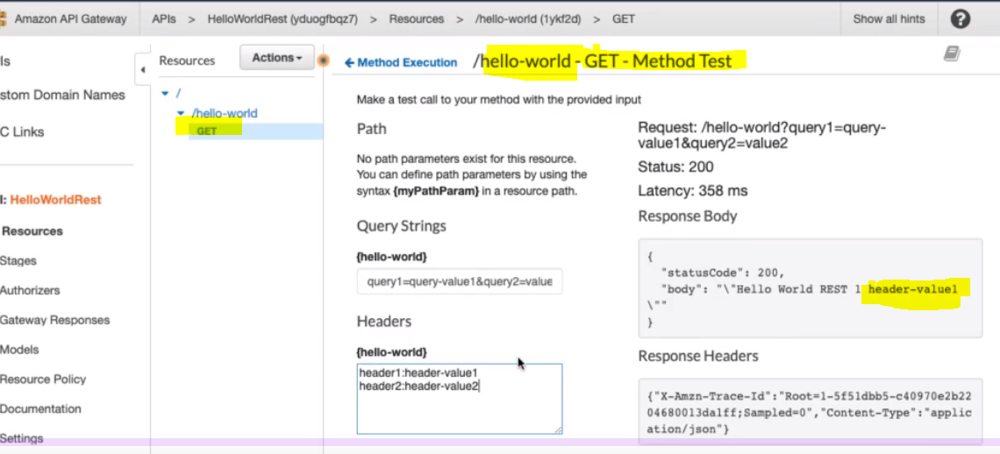 Amazon API Gateway
APIs > HelloWorldRest (yduogfbqz7) > Resources > /hello-world (1ykf2d) > GET
Show all hints
?
ls
stom Domain Names
C Links
I: HelloWorldRest
Resources
Stages
Authorizers
Gateway Responses
Models
Resource Policy
Documentation
Settings
Resources
Actions
/
/hello-world
GET
Method Execution /hello-world - GET - Method Test
Make a test call to your method with the provided input
Path
No path parameters exist for this resource.
You can define path parameters by using the
syntax {myPathParam} in a resource path.
Query Strings
{hello-world}
query1=query-value1&query2=value
Headers
{hello-world}
header1:header-value1
header2:header-value2
Request: /hello-world?query1=query-
value1&query2=value2
Status: 200
Latency: 358 ms
Response Body
{
"statusCode": 200,
"body": "\"Hello World REST 1 header-value1
\""
}
Response Headers
{"X-Amzn-Trace-Id":"Root=1-5f51dbb5-c40970e2b22
04680013da1ff;Sampled=0","Content-Type":"applic
ation/json"}